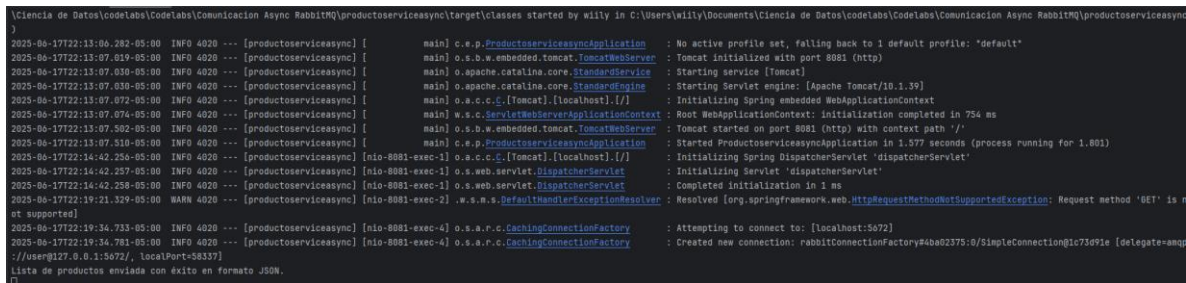 \Ciencia de Datos\codelabs\Codelabs\Comunicacion Async RabbitMQ\productoserviceasync\target\classes started by wiily in C:\Users\wiily\Documents\Ciencia de Datos\codelabs\Codelabs\Comunicacion Async RabbitMQ\productoserviceasync
)
2025-06-17T22:13:06.282-05:00 INFO 4020 --- [productoserviceasync] [ main] c.e.p.ProductoserviceasyncApplication : No active profile set, falling back to 1 default profile: "default"
2025-06-17T22:13:07.019-05:00 INFO 4020 --- [productoserviceasync] [ main] o.s.b.w.embedded.tomcat.TomcatWebServer : Tomcat initialized with port 8081 (http)
2025-06-17T22:13:07.030-05:00 INFO 4020 --- [productoserviceasync] [ main] o.apache.catalina.core.StandardService : Starting service [Tomcat]
2025-06-17T22:13:07.030-05:00 INFO 4020 --- [productoserviceasync] [ main] o.apache.catalina.core.StandardEngine : Starting Servlet engine: [Apache Tomcat/10.1.39]
2025-06-17T22:13:07.072-05:00 INFO 4020 --- [productoserviceasync] [ main] o.a.c.c.C.[Tomcat].[localhost].[/] : Initializing Spring embedded WebApplicationContext
2025-06-17T22:13:07.074-05:00 INFO 4020 --- [productoserviceasync] [ main] w.s.c.ServletWebServerApplicationContext : Root WebApplicationContext: initialization completed in 754 ms
2025-06-17T22:13:07.502-05:00 INFO 4020 --- [productoserviceasync] [ main] o.s.b.w.embedded.tomcat.TomcatWebServer : Tomcat started on port 8081 (http) with context path '/'
2025-06-17T22:13:07.510-05:00 INFO 4020 --- [productoserviceasync] [ main] c.e.p.ProductoserviceasyncApplication : Started ProductoserviceasyncApplication in 1.577 seconds (process running for 1.801)
2025-06-17T22:14:42.256-05:00 INFO 4020 --- [productoserviceasync] [nio-8081-exec-1] o.a.c.c.C.[Tomcat].[localhost].[/] : Initializing Spring DispatcherServlet 'dispatcherServlet'
2025-06-17T22:14:42.257-05:00 INFO 4020 --- [productoserviceasync] [nio-8081-exec-1] o.s.web.servlet.DispatcherServlet : Initializing Servlet 'dispatcherServlet'
2025-06-17T22:14:42.258-05:00 INFO 4020 --- [productoserviceasync] [nio-8081-exec-1] o.s.web.servlet.DispatcherServlet : Completed initialization in 1 ms
2025-06-17T22:19:21.329-05:00 WARN 4020 --- [productoserviceasync] [nio-8081-exec-2] .w.s.m.s.DefaultHandlerExceptionResolver : Resolved [org.springframework.web.HttpRequestMethodNotSupportedException: Request method 'GET' is n
ot supported]
2025-06-17T22:19:34.733-05:00 INFO 4020 --- [productoserviceasync] [nio-8081-exec-4] o.s.a.r.c.CachingConnectionFactory : Attempting to connect to: [localhost:5672]
2025-06-17T22:19:34.781-05:00 INFO 4020 --- [productoserviceasync] [nio-8081-exec-4] o.s.a.r.c.CachingConnectionFactory : Created new connection: rabbitConnectionFactory#4ba02375:0/SimpleConnection@1c73d91e [delegate=amqp
://user@127.0.0.1:5672/, localPort=58337]
Lista de productos enviada con éxito en formato JSON.